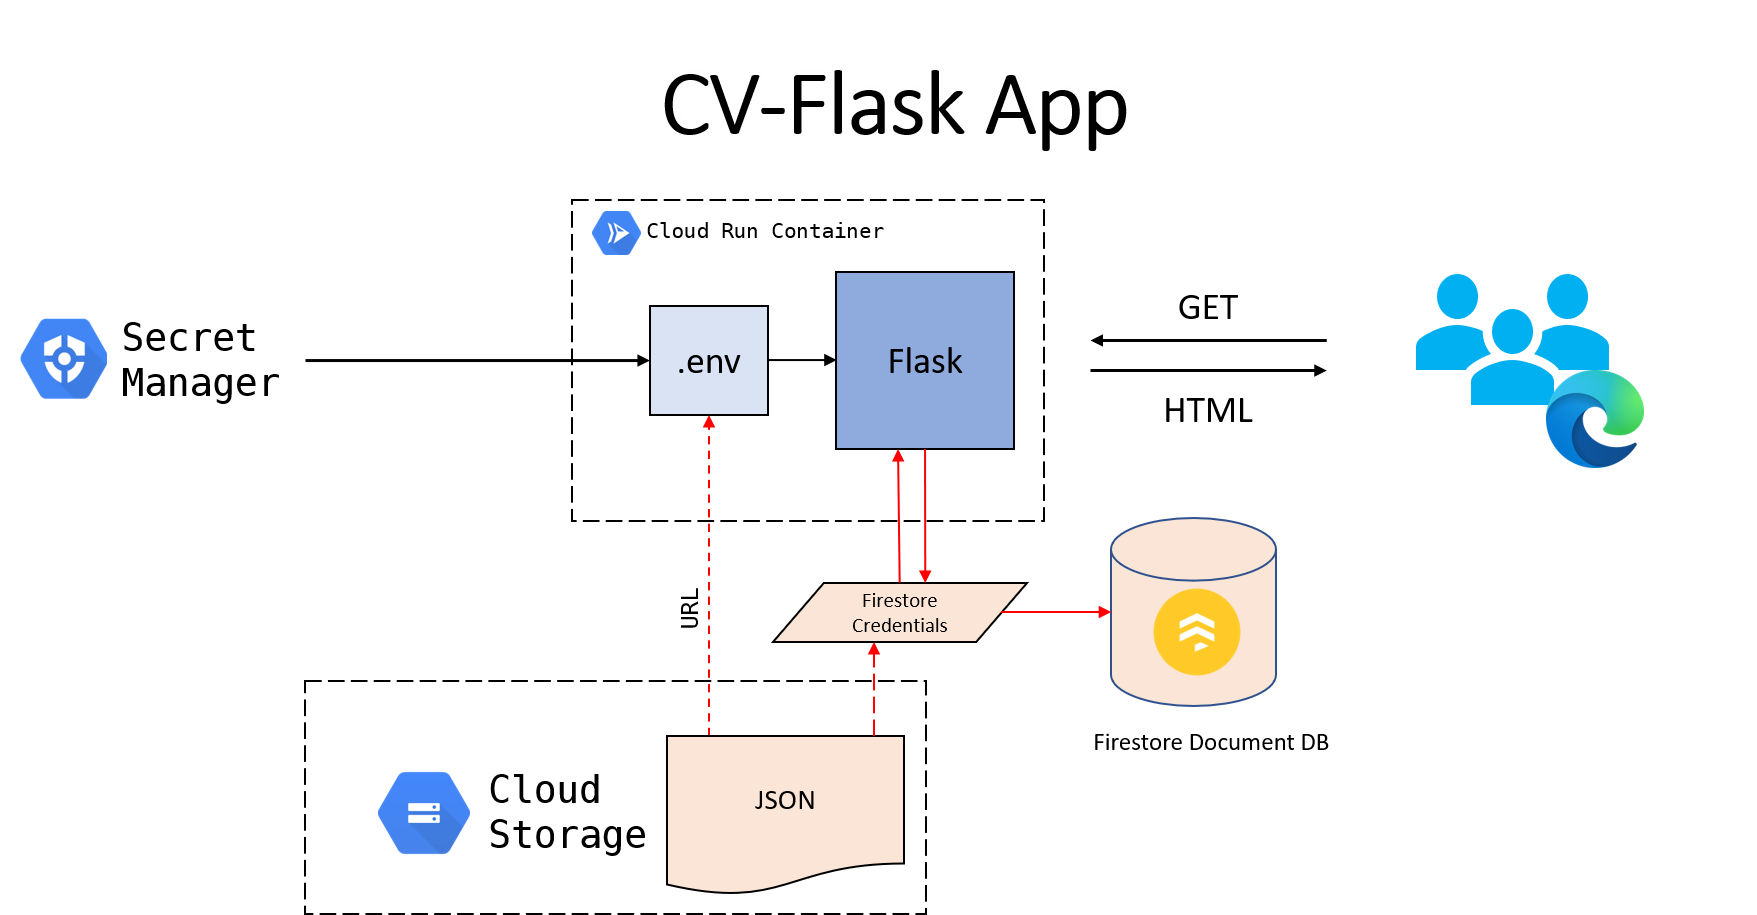 CV-Flask App
Cloud Run Container
Secret
Manager
.env
Flask
GET
HTML
URL
Firestore
Credentials
Firestore Document DB
Cloud
Storage
JSON